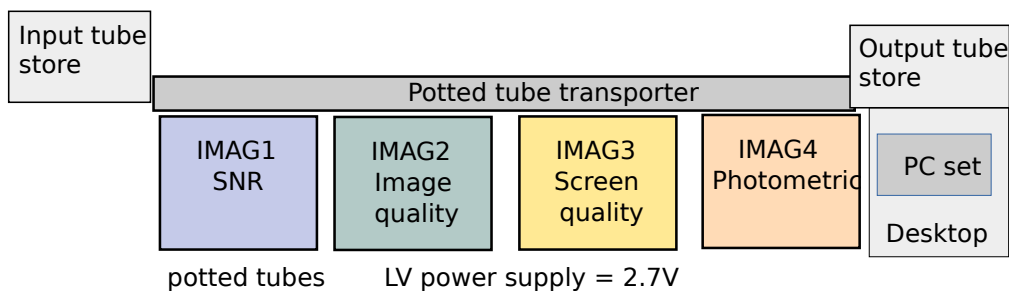 Input tube
store
Output tube
store
Potted tube transporter
IMAG1
SNR
IMAG2
Image
quality
IMAG3
Screen
quality
IMAG4
Photometric
PC set
Desktop
potted tubes
LV power supply = 2.7V